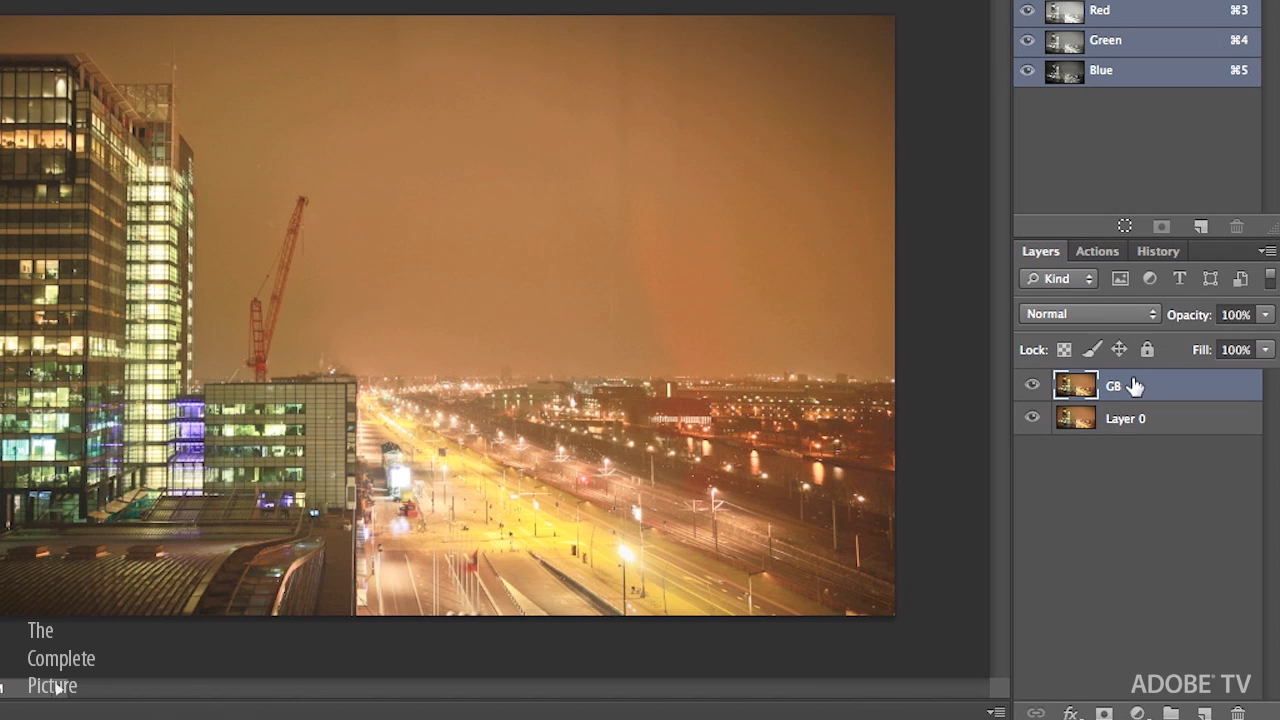 Red ⌘3
Green ⌘4
Blue ⌘5
Layers Actions History
Kind
Normal Opacity: 100%
Lock: Fill: 100%
GB
Layer 0
The
Complete
Picture
ADOBE® TV
fx